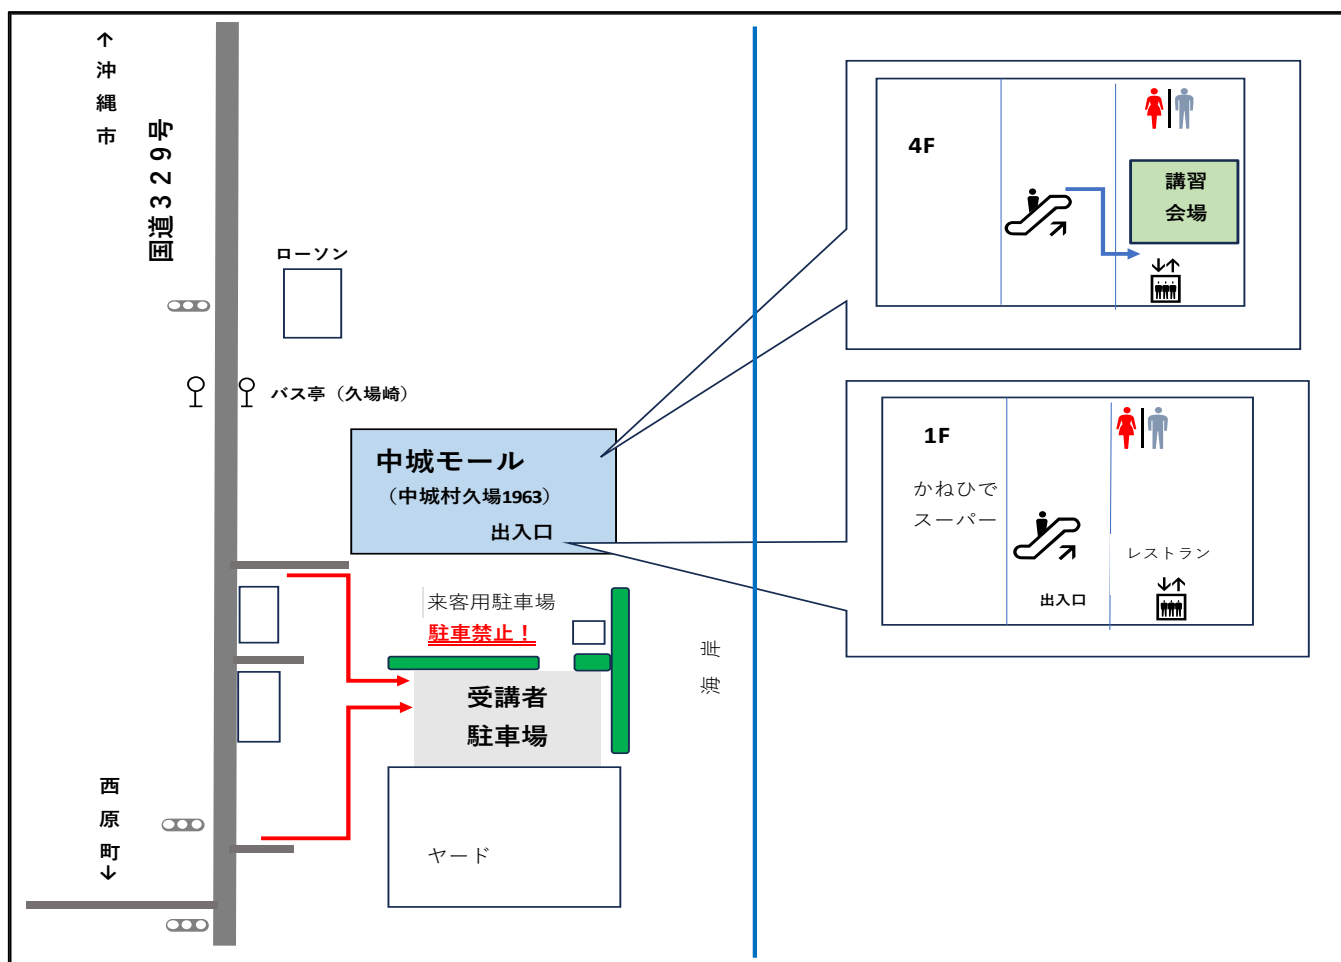 ↑沖縄市
国道３２９号
ローソン
バス亭（久場崎）
中城モール
（中城村久場1963）
出入口
来客用駐車場
駐車禁止！
受講者
駐車場
ヤード
西原町↓
海岸
4F
講習
会場
1F
かねひで
スーパー
レストラン
出入口